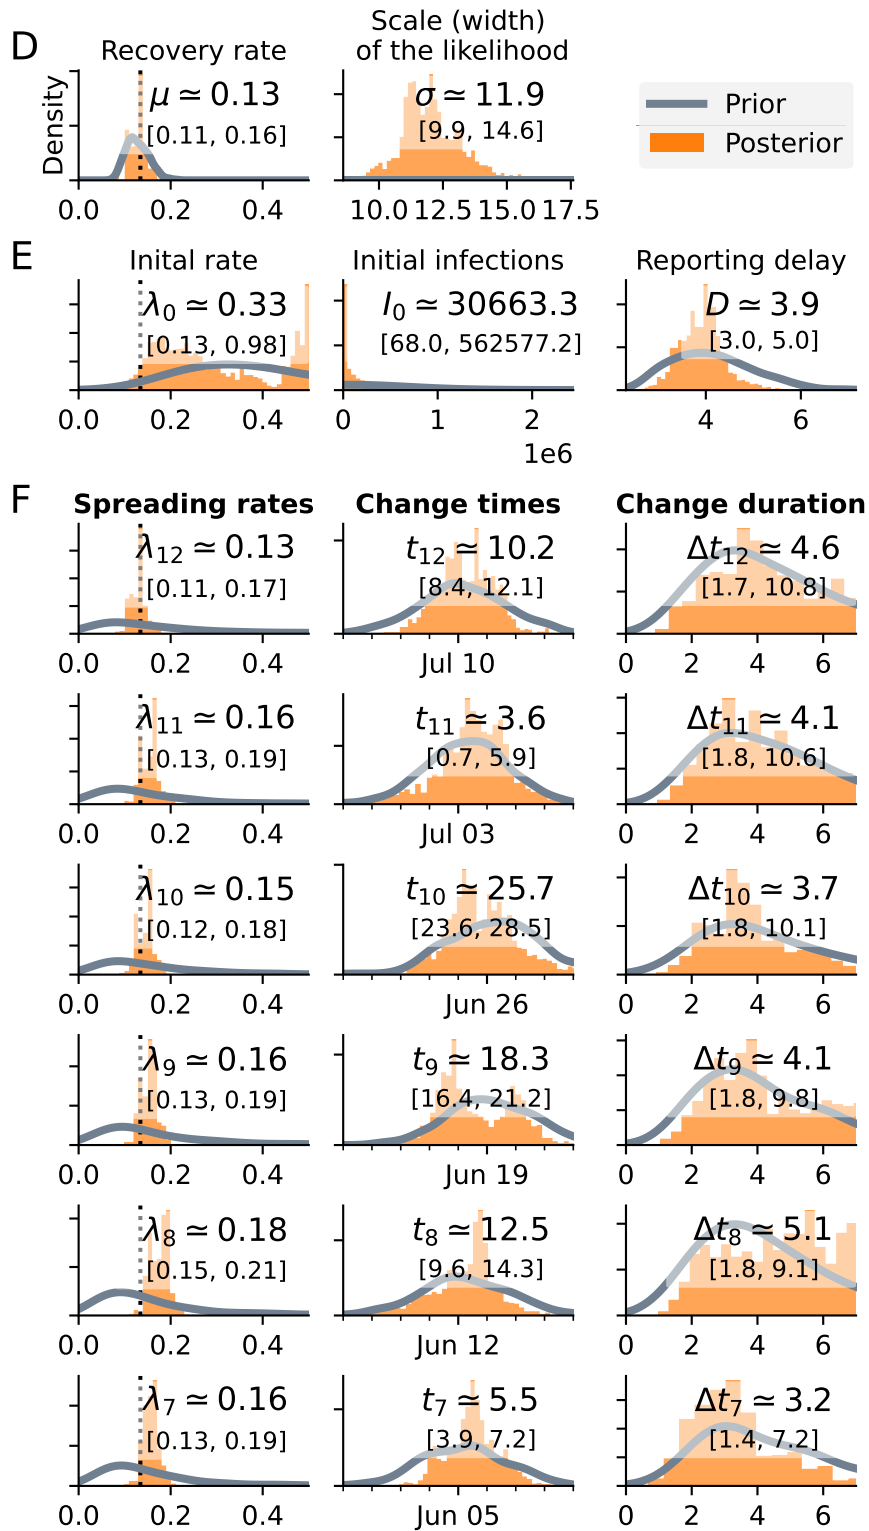 D
Recovery rate
Scale (width)
of the likelihood
Density
μ ≃ 0.13
[0.11, 0.16]
σ ≃ 11.9
[9.9, 14.6]
Prior
Posterior
0.0 0.2 0.4
10.0 12.5 15.0 17.5
E
Inital rate
Initial infections
Reporting delay
λ0 ≃ 0.33
[0.13, 0.98]
I0 ≃ 30663.3
[68.0, 562577.2]
D ≃ 3.9
[3.0, 5.0]
0.0 0.2 0.4
0 1 2
1e6
4 6
F
Spreading rates
Change times
Change duration
λ12 ≃ 0.13
[0.11, 0.17]
t12 ≃ 10.2
[8.4, 12.1]
Δt12 ≃ 4.6
[1.7, 10.8]
0.0 0.2 0.4
Jul 10
0 2 4 6
λ11 ≃ 0.16
[0.13, 0.19]
t11 ≃ 3.6
[0.7, 5.9]
Δt11 ≃ 4.1
[1.8, 10.6]
0.0 0.2 0.4
Jul 03
0 2 4 6
λ10 ≃ 0.15
[0.12, 0.18]
t10 ≃ 25.7
[23.6, 28.5]
Δt10 ≃ 3.7
[1.8, 10.1]
0.0 0.2 0.4
Jun 26
0 2 4 6
λ9 ≃ 0.16
[0.13, 0.19]
t9 ≃ 18.3
[16.4, 21.2]
Δt9 ≃ 4.1
[1.8, 9.8]
0.0 0.2 0.4
Jun 19
0 2 4 6
λ8 ≃ 0.18
[0.15, 0.21]
t8 ≃ 12.5
[9.6, 14.3]
Δt8 ≃ 5.1
[1.8, 9.1]
0.0 0.2 0.4
Jun 12
0 2 4 6
λ7 ≃ 0.16
[0.13, 0.19]
t7 ≃ 5.5
[3.9, 7.2]
Δt7 ≃ 3.2
[1.4, 7.2]
0.0 0.2 0.4
Jun 05
0 2 4 6